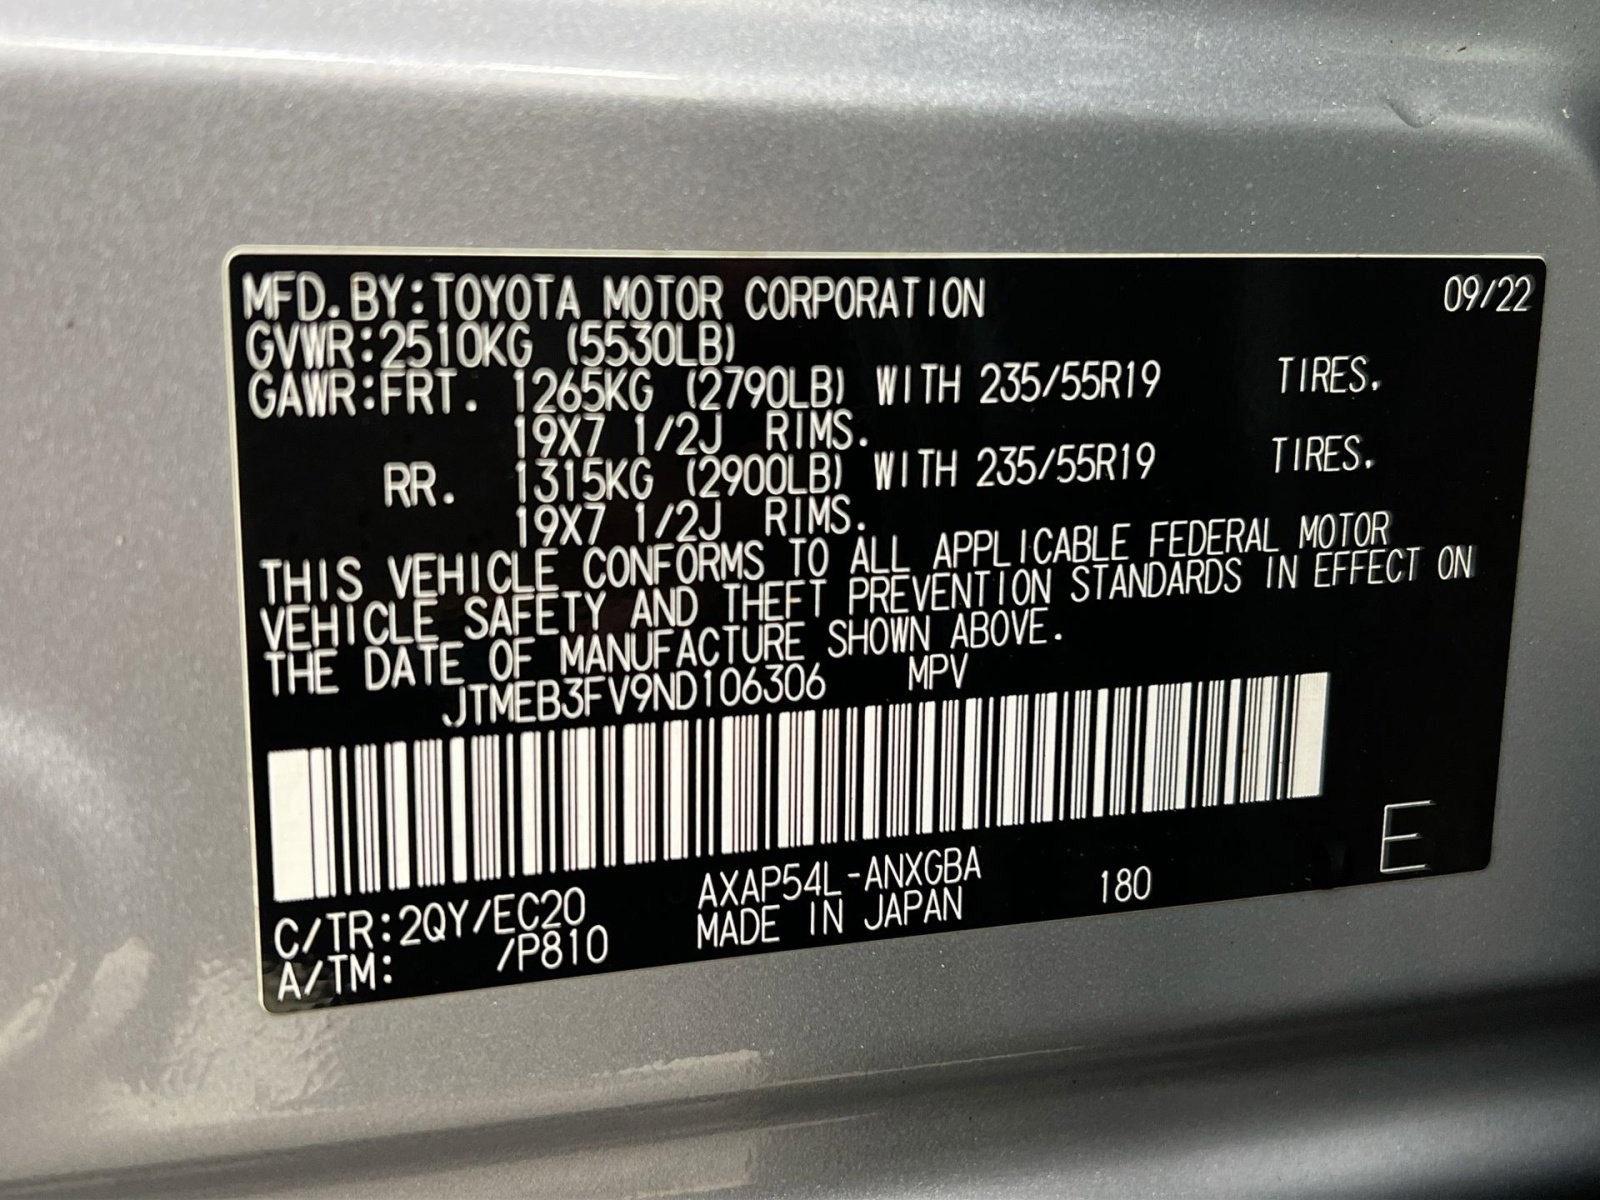 MFD.BY:TOYOTA MOTOR CORPORATION 09/22
GVWR:2510KG (5530LB)
GAWR:FRT. 1265KG (2790LB) WITH 235/55R19 TIRES.
19X7 1/2J RIMS.
RR. 1315KG (2900LB) WITH 235/55R19 TIRES.
19X7 1/2J RIMS.
THIS VEHICLE CONFORMS TO ALL APPLICABLE FEDERAL MOTOR
VEHICLE SAFETY AND THEFT PREVENTION STANDARDS IN EFFECT ON
THE DATE OF MANUFACTURE SHOWN ABOVE.
JTMEB3FV9ND106306 MPV
C/TR:2QY/EC20 AXAP54L-ANXGBA 180 E
A/TM: /P810 MADE IN JAPAN